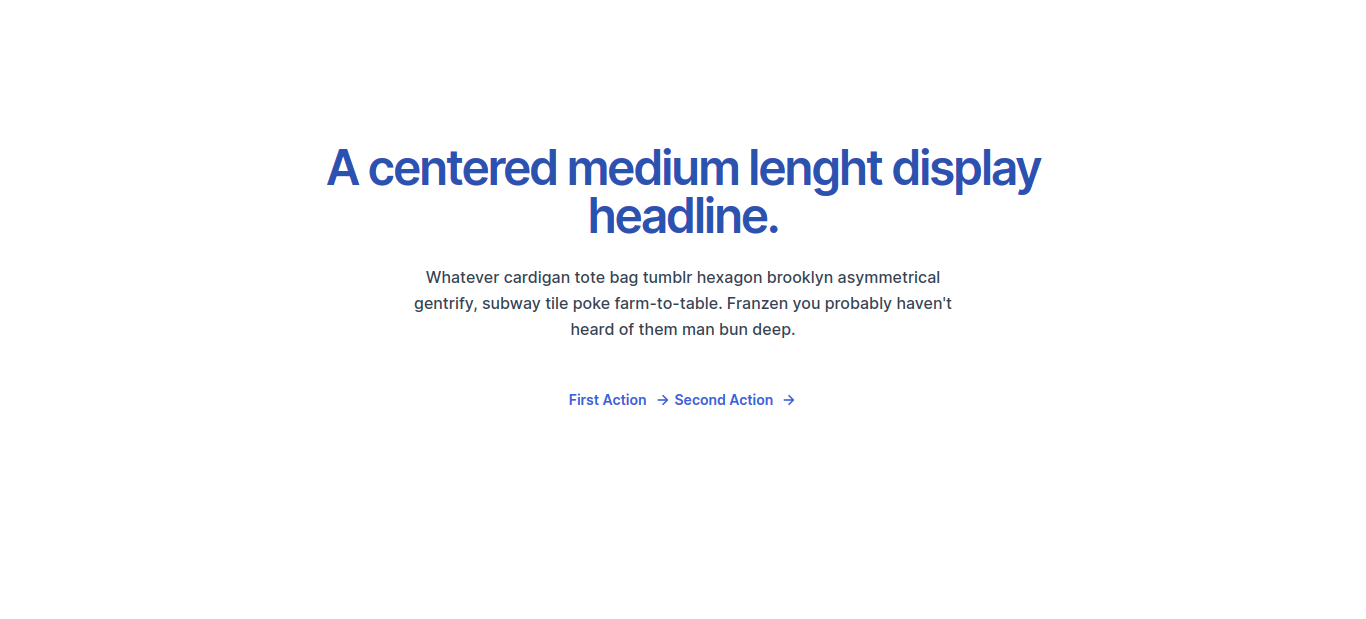 A centered medium lenght display
headline.
Whatever cardigan tote bag tumblr hexagon brooklyn asymmetrical
gentrify, subway tile poke farm-to-table. Franzen you probably haven't
heard of them man bun deep.
First Action → Second Action →